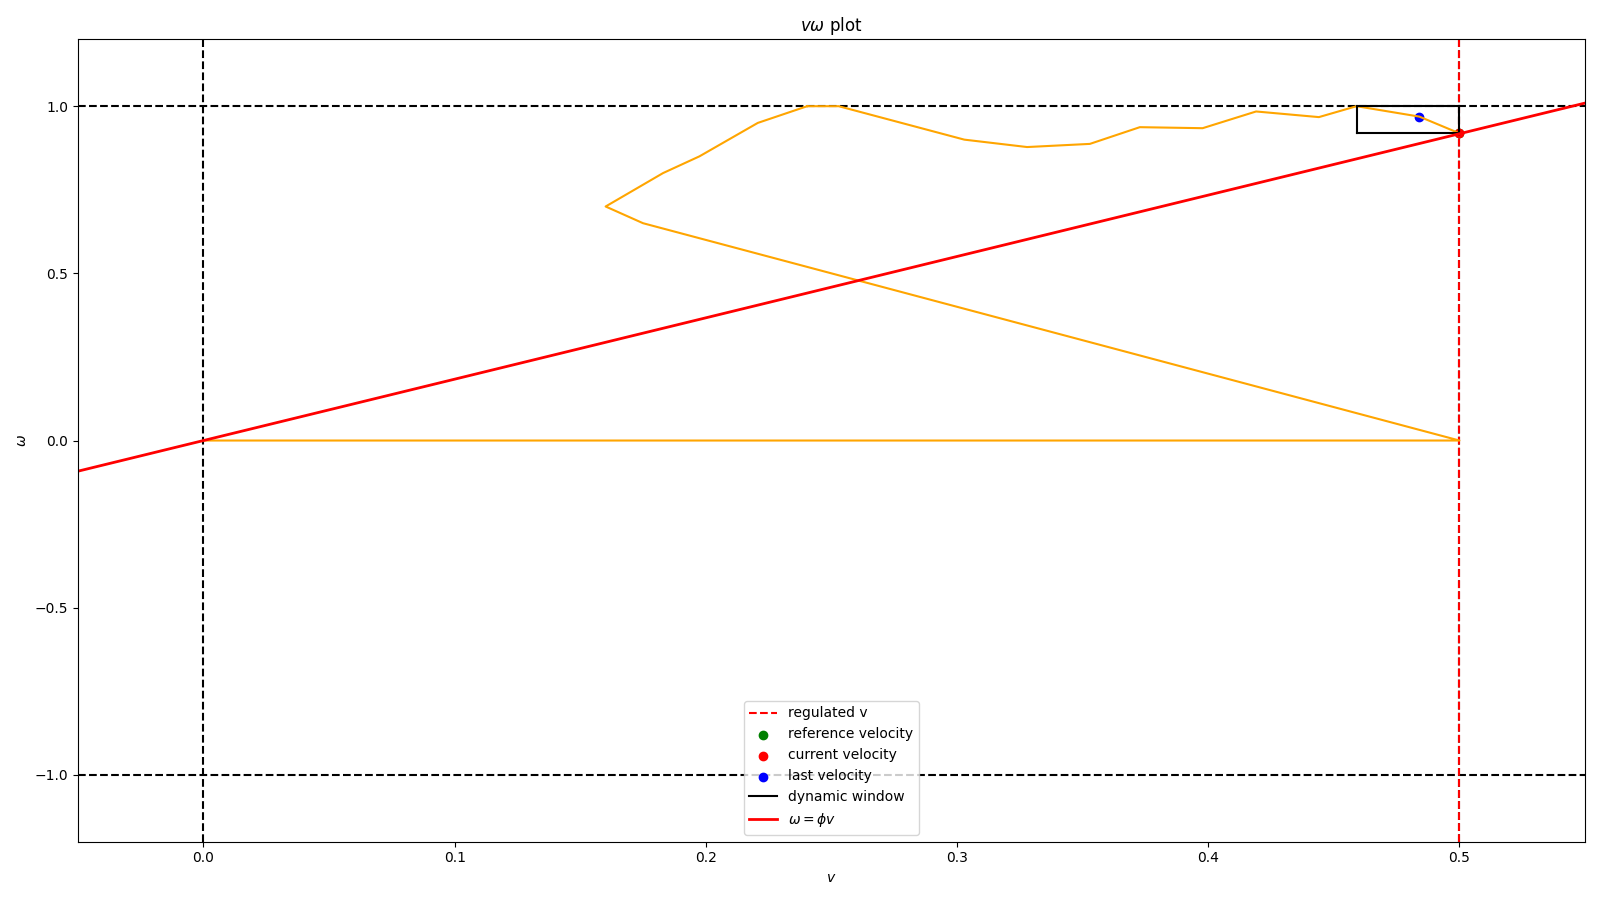 vω plot
1.0
0.5
0.0
−0.5
−1.0
ω
0.0 0.1 0.2 0.3 0.4 0.5
v
regulated v
reference velocity
current velocity
last velocity
dynamic window
ω = ϕv